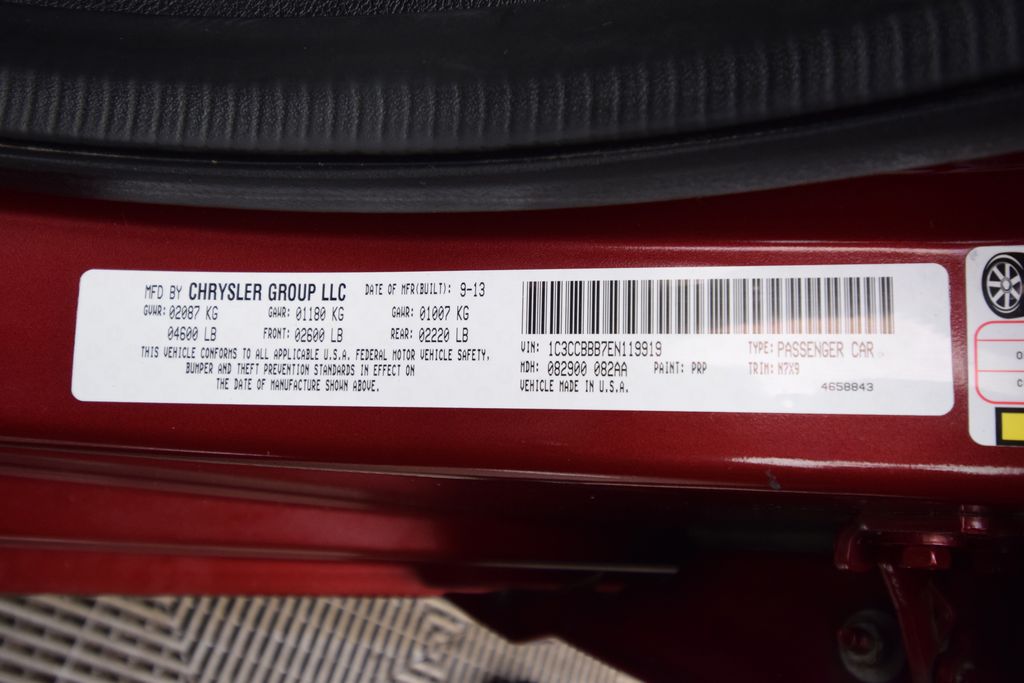 MFD BY CHRYSLER GROUP LLC DATE OF MFR(BUILT): 9-13
GVWR: 02087 KG GAWR: 01180 KG GAWR: 01007 KG
04600 LB FRONT: 02600 LB REAR: 02220 LB
THIS VEHICLE CONFORMS TO ALL APPLICABLE U.S.A. FEDERAL MOTOR VEHICLE SAFETY,
BUMPER AND THEFT PREVENTION STANDARDS IN EFFECT ON
THE DATE OF MANUFACTURE SHOWN ABOVE.
VIN: 1C3CCBBB7EN119919 TYPE: PASSENGER CAR
MDH: 082900 082AA PAINT: PRP TRIM: N7X9
VEHICLE MADE IN U.S.A. 4658843